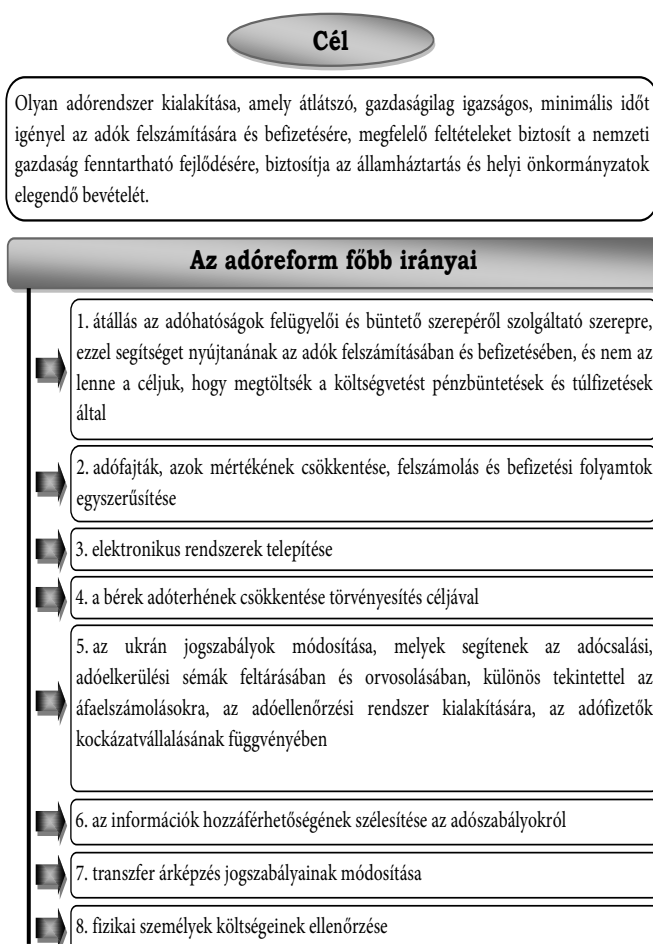 Cél
Olyan adórendszer kialakítása, amely átlátszó, gazdaságilag igazságos, minimális időt
igényel az adók felszámítására és befizetésére, megfelelő feltételeket biztosít a nemzeti
gazdaság fenntartható fejlődésére, biztosítja az államháztartás és helyi önkormányzatok
elegendő bevételét.
Az adóreform főbb irányai
1. átállás az adóhatóságok felügyelői és büntető szerepéről szolgáltató szerepre,
ezzel segítséget nyújtanának az adók felszámításában és befizetésében, és nem az
lenne a céljuk, hogy megtöltsék a költségvetést pénzbüntetések és túlfizetések
által
2. adófajták, azok mértékének csökkentése, felszámolás és befizetési folyamtok
egyszerűsítése
3. elektronikus rendszerek telepítése
4. a bérek adóterhének csökkentése törvényesítés céljával
5. az ukrán jogszabályok módosítása, melyek segítenek az adócsalási,
adóelkerülési sémák feltárásában és orvosolásában, különös tekintettel az
áfaelszámolásokra, az adóellenőrzési rendszer kialakítására, az adófizetők
kockázatvállalásának függvényében
6. az információk hozzáférhetőségének szélesítése az adószabályokról
7. transzfer árképzés jogszabályainak módosítása
8. fizikai személyek költségeinek ellenőrzése